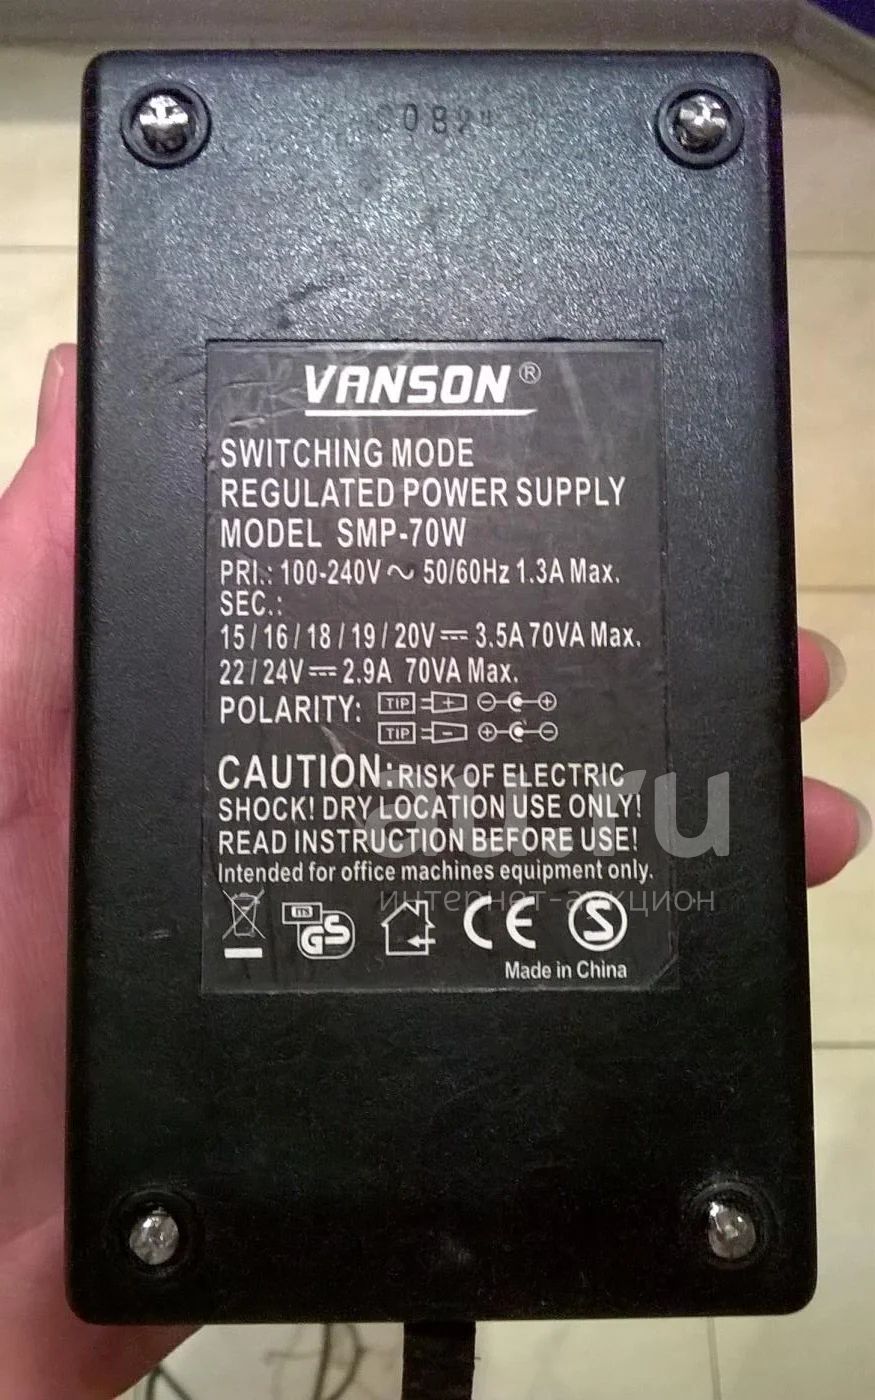 VANSON®
SWITCHING MODE
REGULATED POWER SUPPLY
MODEL SMP-70W
PRI.: 100-240V ~ 50/60Hz 1.3A Max.
SEC.:
15/16/18/19/20V⎓ 3.5A 70VA Max.
22/24V⎓ 2.9A 70VA Max.
POLARITY: TIP + - +
TIP - + -
CAUTION: RISK OF ELECTRIC
SHOCK! DRY LOCATION USE ONLY!
READ INSTRUCTION BEFORE USE!
Intended for office machines equipment only.
GS CE S
Made in China
au.ru
интернет-аукцион